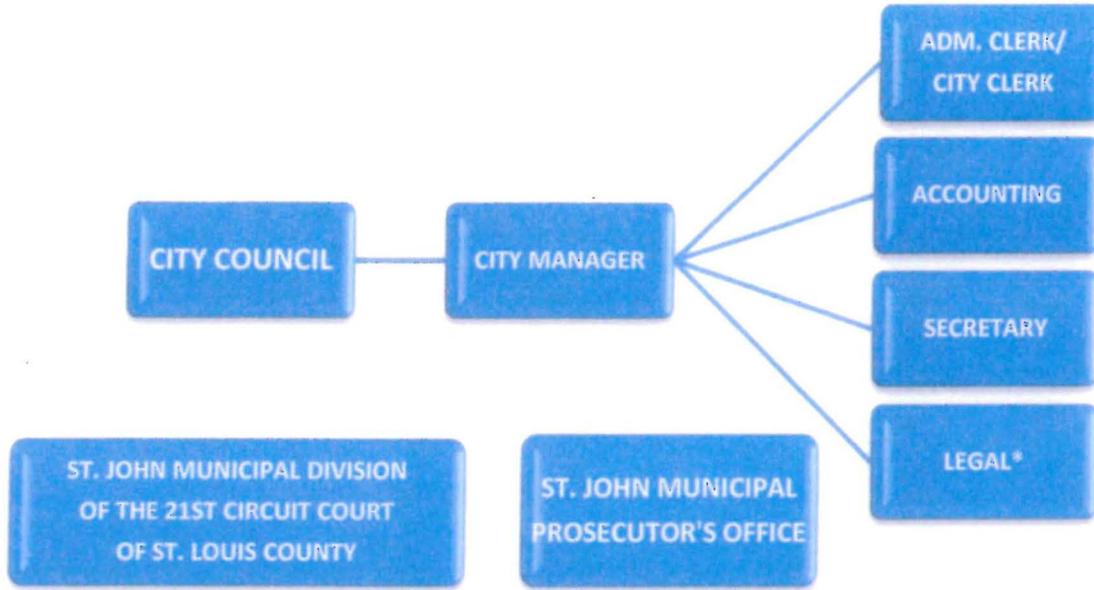 ADM. CLERK/
CITY CLERK
ACCOUNTING
CITY COUNCIL
CITY MANAGER
SECRETARY
LEGAL*
ST. JOHN MUNICIPAL DIVISION
OF THE 21ST CIRCUIT COURT
OF ST. LOUIS COUNTY
ST. JOHN MUNICIPAL
PROSECUTOR'S OFFICE